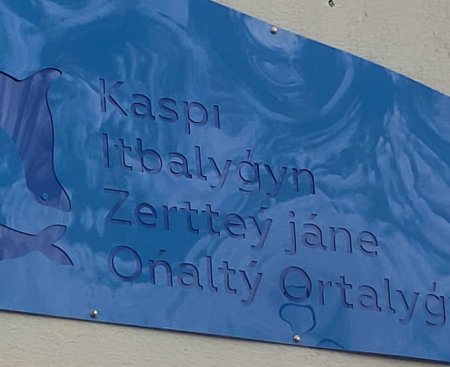 Kaspı
Itbalyǵyn
Zertteý jáne
Ońaltý Ortalyǵ